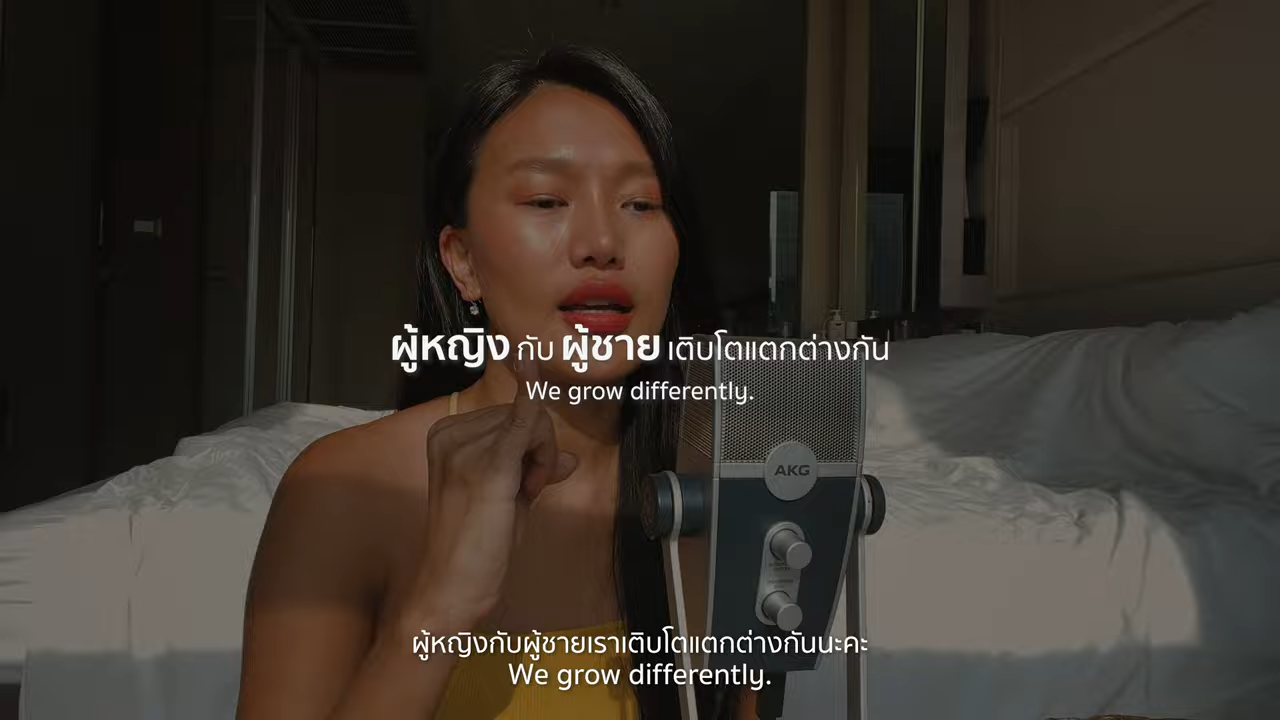 ผู้หญิง กับ ผู้ชาย เติบโตแตกต่างกัน
We grow differently.
AKG
ผู้หญิงกับผู้ชายเราเติบโตแตกต่างกันนะคะ
We grow differently.